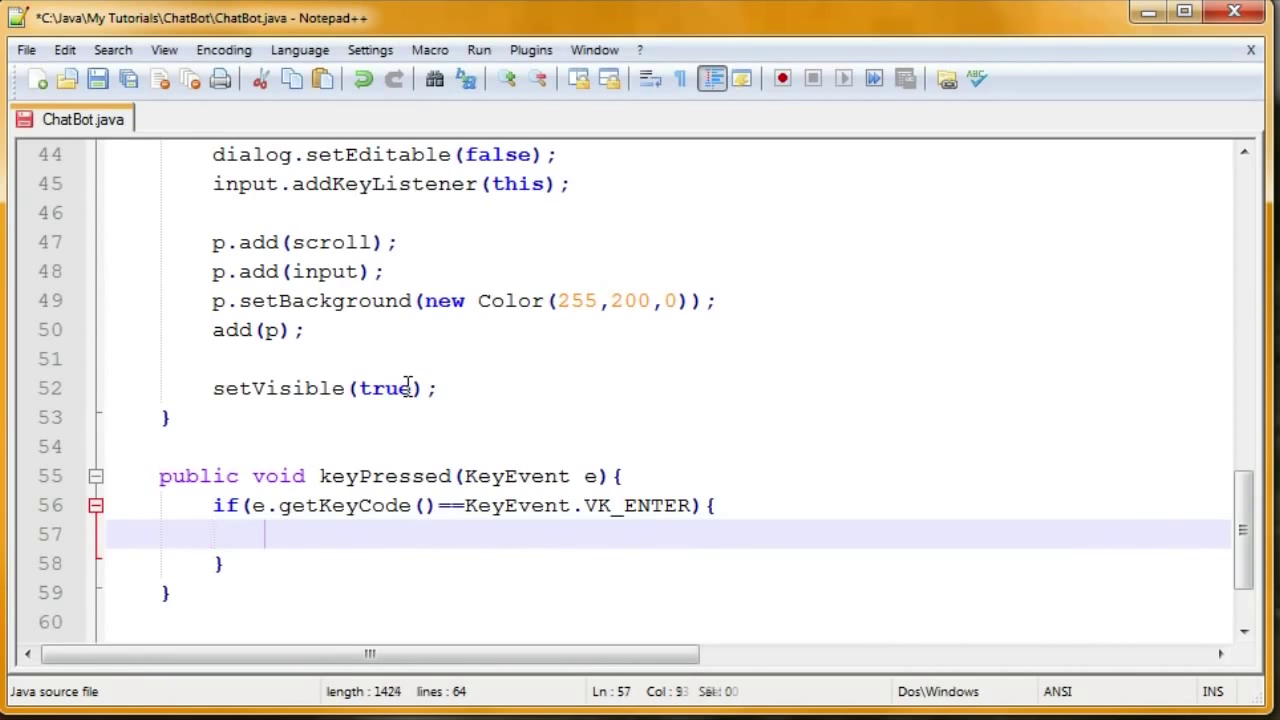 *C:\Java\My Tutorials\ChatBot\ChatBot.java - Notepad++
File Edit Search View Encoding Language Settings Macro Run Plugins Window ? X
ChatBot.java
44 dialog.setEditable(false);
45 input.addKeyListener(this);
46
47 p.add(scroll);
48 p.add(input);
49 p.setBackground(new Color(255,200,0));
50 add(p);
51
52 setVisible(true);
53 }
54
55 public void keyPressed(KeyEvent e){
56 if(e.getKeyCode()==KeyEvent.VK_ENTER){
57
58 }
59 }
60
Java source file length : 1424 lines : 64 Ln : 57 Col : Dos\Windows ANSI INS